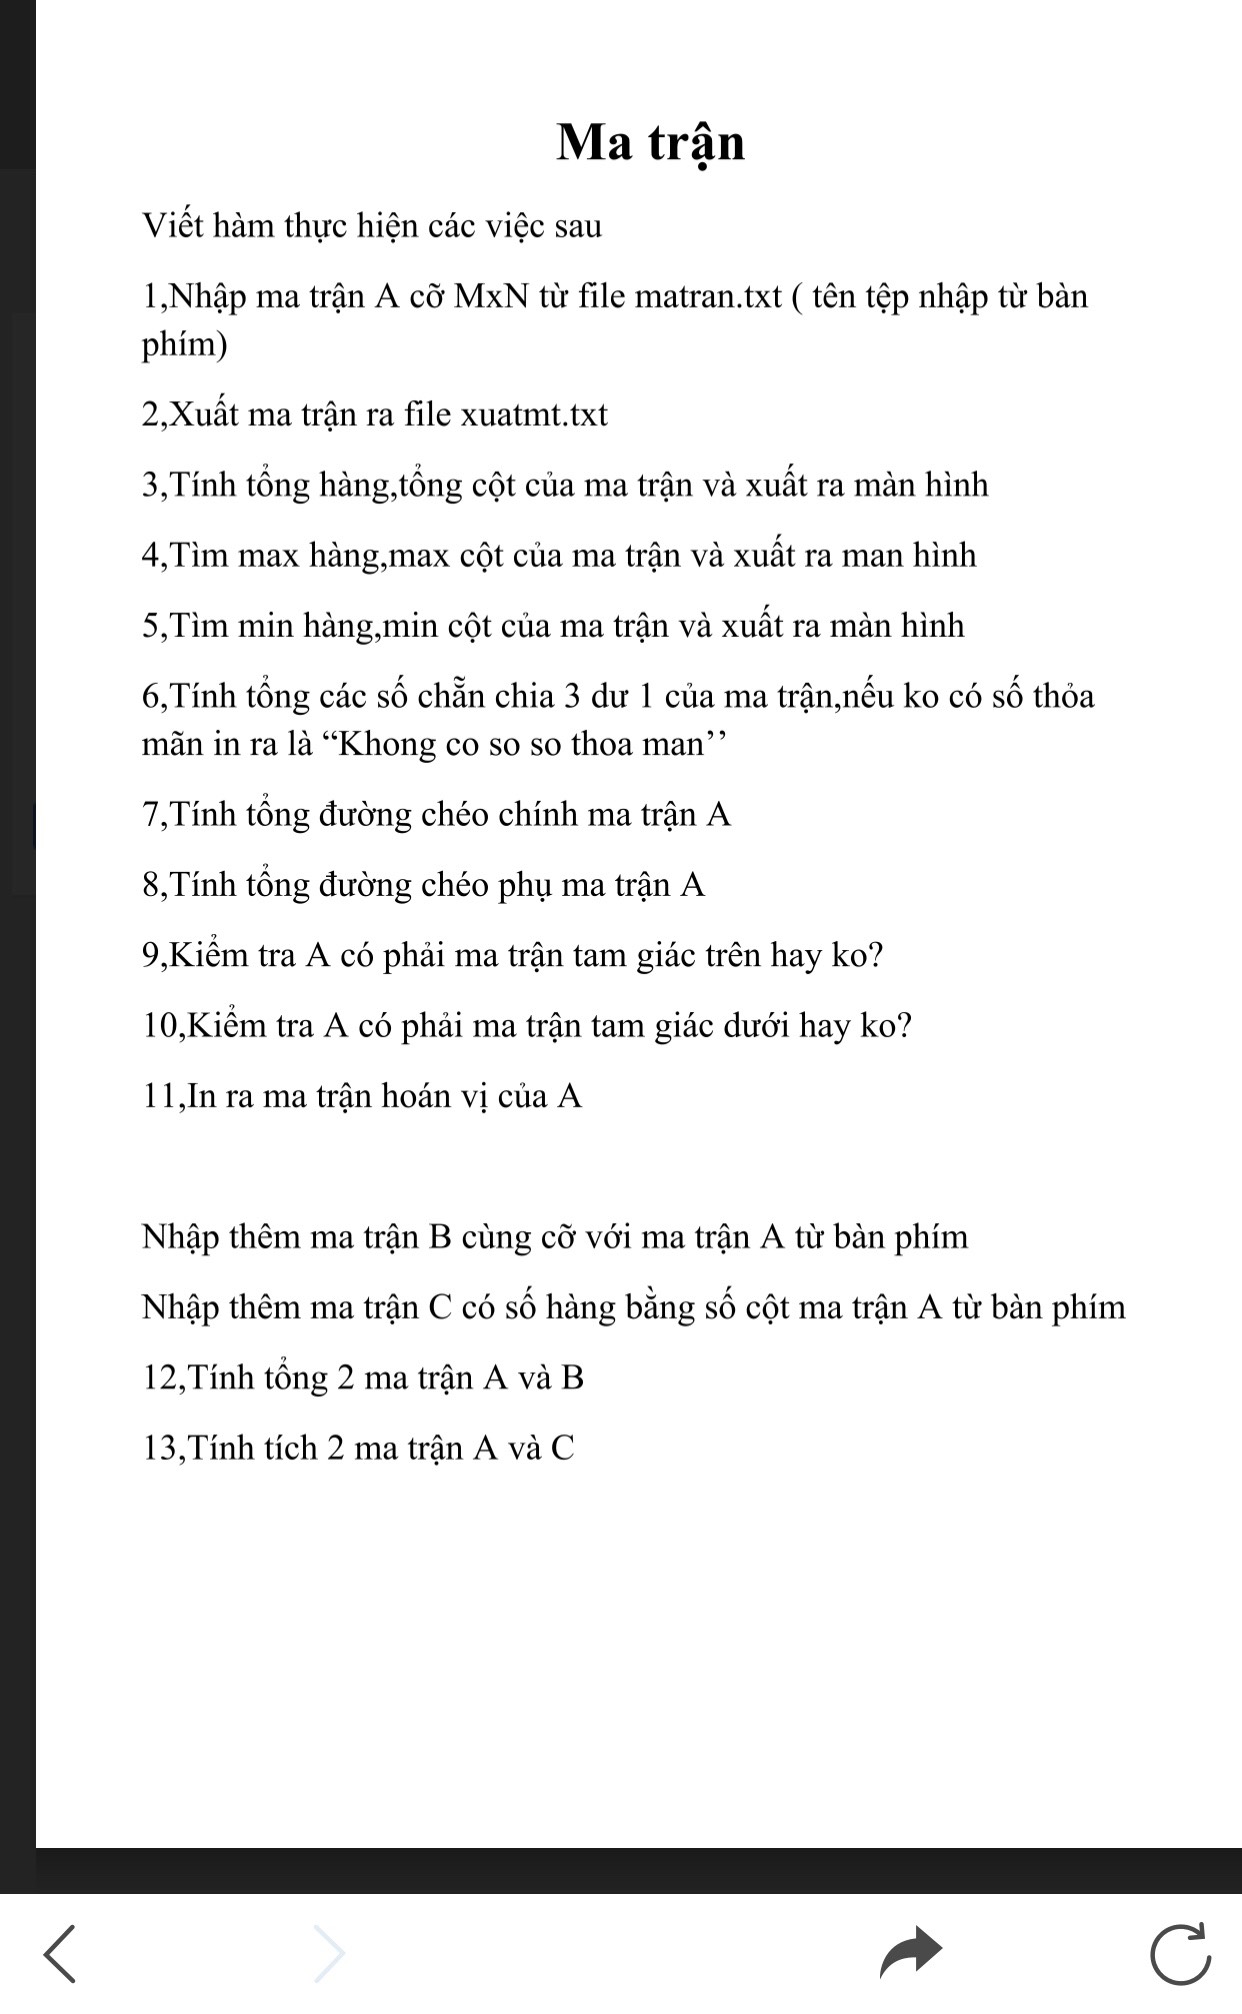 Ma trận
Viết hàm thực hiện các việc sau
1,Nhập ma trận A cỡ MxN từ file matran.txt ( tên tệp nhập từ bàn
phím)
2,Xuất ma trận ra file xuatmt.txt
3,Tính tổng hàng,tổng cột của ma trận và xuất ra màn hình
4,Tìm max hàng,max cột của ma trận và xuất ra man hình
5,Tìm min hàng,min cột của ma trận và xuất ra màn hình
6,Tính tổng các số chẵn chia 3 dư 1 của ma trận,nếu ko có số thỏa
mãn in ra là “Khong co so so thoa man’’
7,Tính tổng đường chéo chính ma trận A
8,Tính tổng đường chéo phụ ma trận A
9,Kiểm tra A có phải ma trận tam giác trên hay ko?
10,Kiểm tra A có phải ma trận tam giác dưới hay ko?
11,In ra ma trận hoán vị của A
Nhập thêm ma trận B cùng cỡ với ma trận A từ bàn phím
Nhập thêm ma trận C có số hàng bằng số cột ma trận A từ bàn phím
12,Tính tổng 2 ma trận A và B
13,Tính tích 2 ma trận A và C